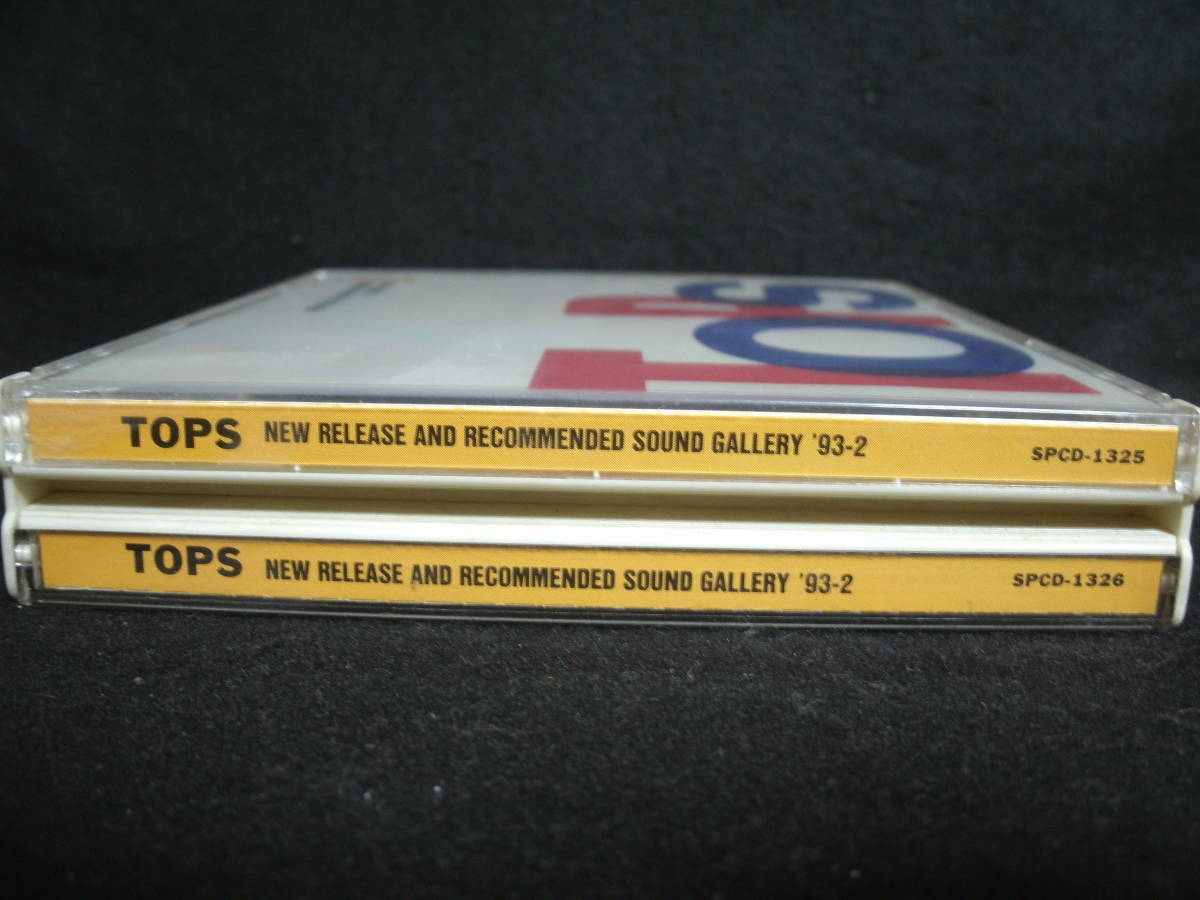 TOPS
TOPS NEW RELEASE AND RECOMMENDED SOUND GALLERY '93-2 SPCD-1325
TOPS NEW RELEASE AND RECOMMENDED SOUND GALLERY '93-2 SPCD-1326